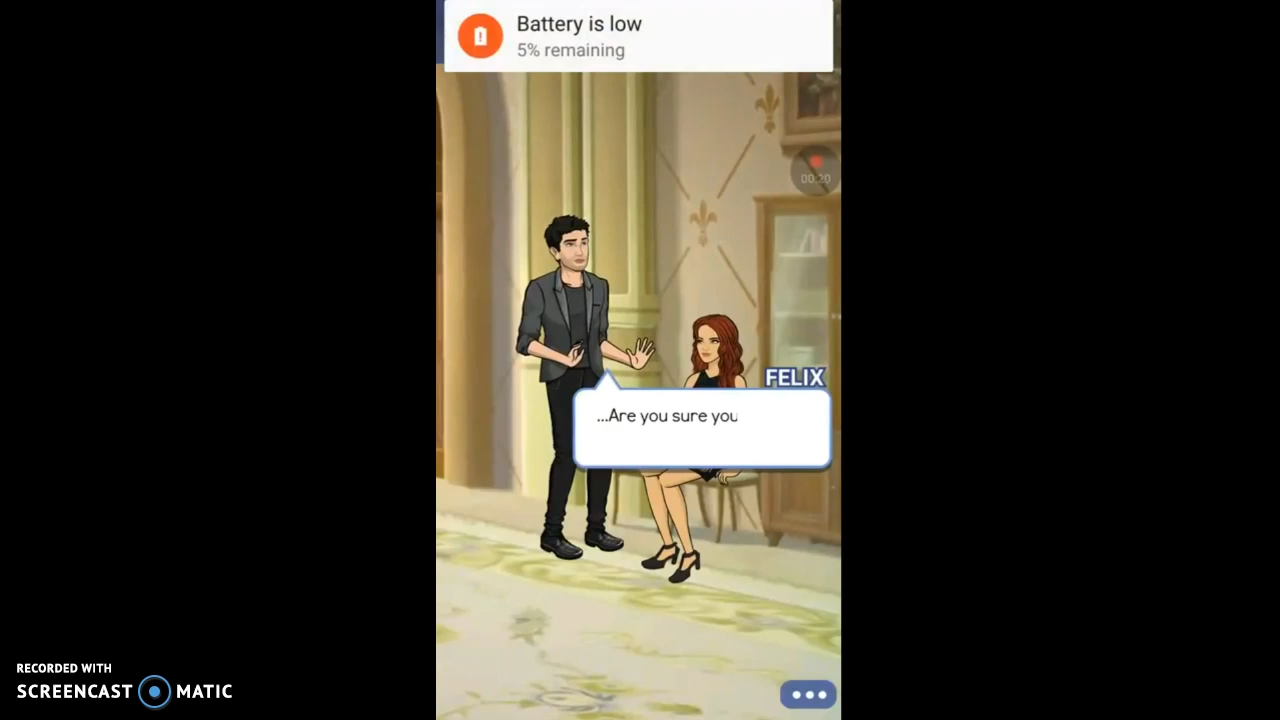 Battery is low
5% remaining
00:20
FELIX
...Are you sure you
RECORDED WITH
SCREENCAST MATIC